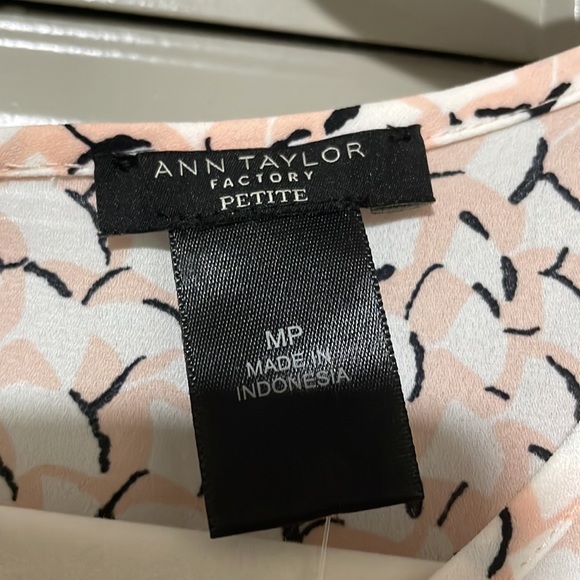 ANN TAYLOR
FACTORY
PETITE
MP
MADE IN
INDONESIA